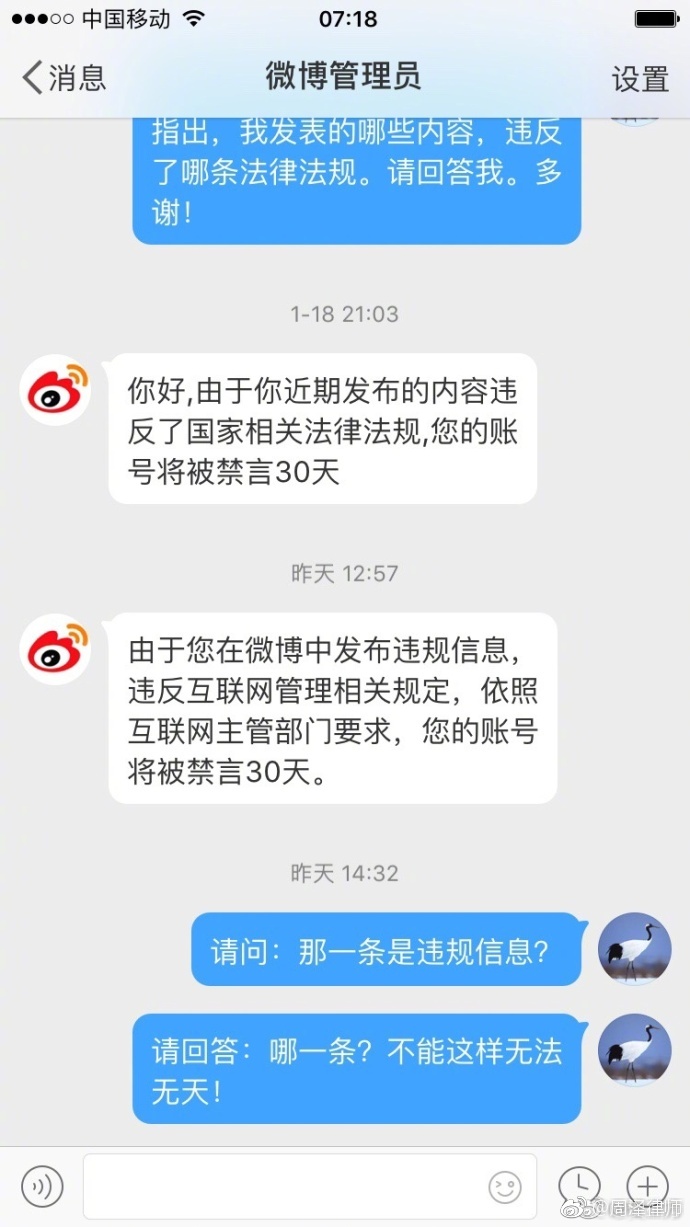 中国移动 07:18
消息 微博管理员 设置
指出，我发表的哪些内容，违反
了哪条法律法规。请回答我。多
谢！
1-18 21:03
你好,由于你近期发布的内容违
反了国家相关法律法规,您的账
号将被禁言30天
昨天 12:57
由于您在微博中发布违规信息，
违反互联网管理相关规定，依照
互联网主管部门要求，您的账号
将被禁言30天。
昨天 14:32
请问：那一条是违规信息？
请回答：哪一条？不能这样无法
无天！
@周泽律师